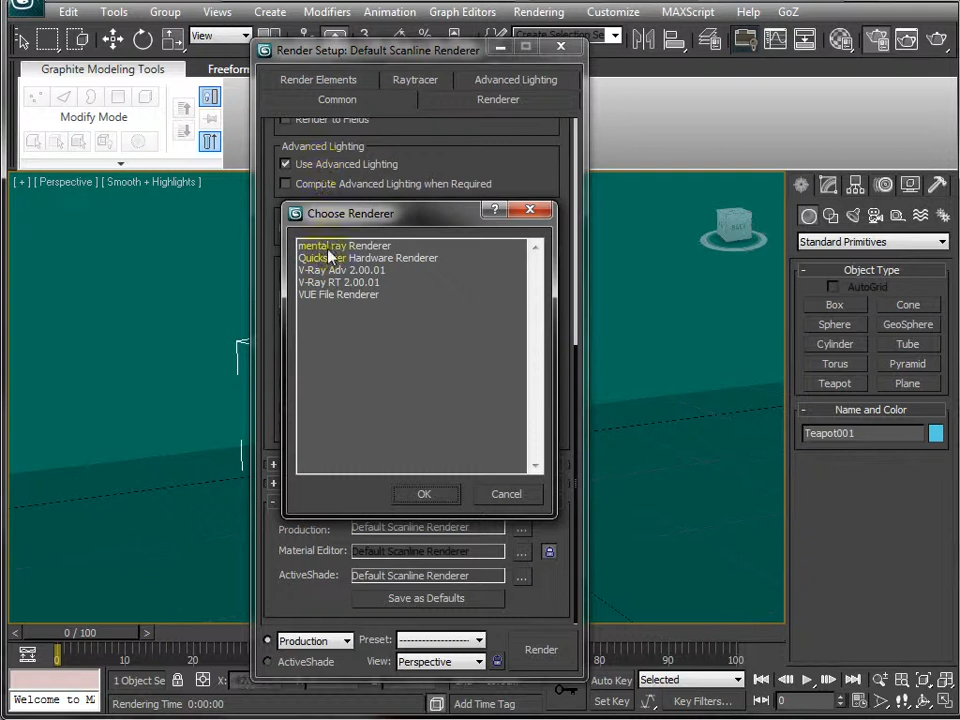 Edit Tools Group Views Create Modifiers Animation Graph Editors Rendering Customize MAXScript Help GoZ
View 3 Create Selection Se
Render Setup: Default Scanline Renderer
Graphite Modeling Tools Freeform
Modify Mode
Render Elements Raytracer Advanced Lighting
Common Renderer
Render to Fields
Advanced Lighting
Use Advanced Lighting
Compute Advanced Lighting when Required
[ + ] [ Perspective ] [ Smooth + Highlights ]
Choose Renderer
mental ray Renderer
Quicksilver Hardware Renderer
V-Ray Adv 2.00.01
V-Ray RT 2.00.01
VUE File Renderer
OK Cancel
Standard Primitives
- Object Type
AutoGrid
Box Cone
Sphere GeoSphere
Cylinder Tube
Torus Pyramid
Teapot Plane
- Name and Color
Teapot001
Production: Default Scanline Renderer ...
Material Editor: Default Scanline Renderer ...
ActiveShade: Default Scanline Renderer ...
Save as Defaults
Production Preset: --------------------
ActiveShade View: Perspective
Render
< 0 / 100 >
0 10 20 30 80 90 100
1 Object Se
Auto Key Selected
Set Key Key Filters...
0
Welcome to M
Rendering Time 0:00:00
Add Time Tag